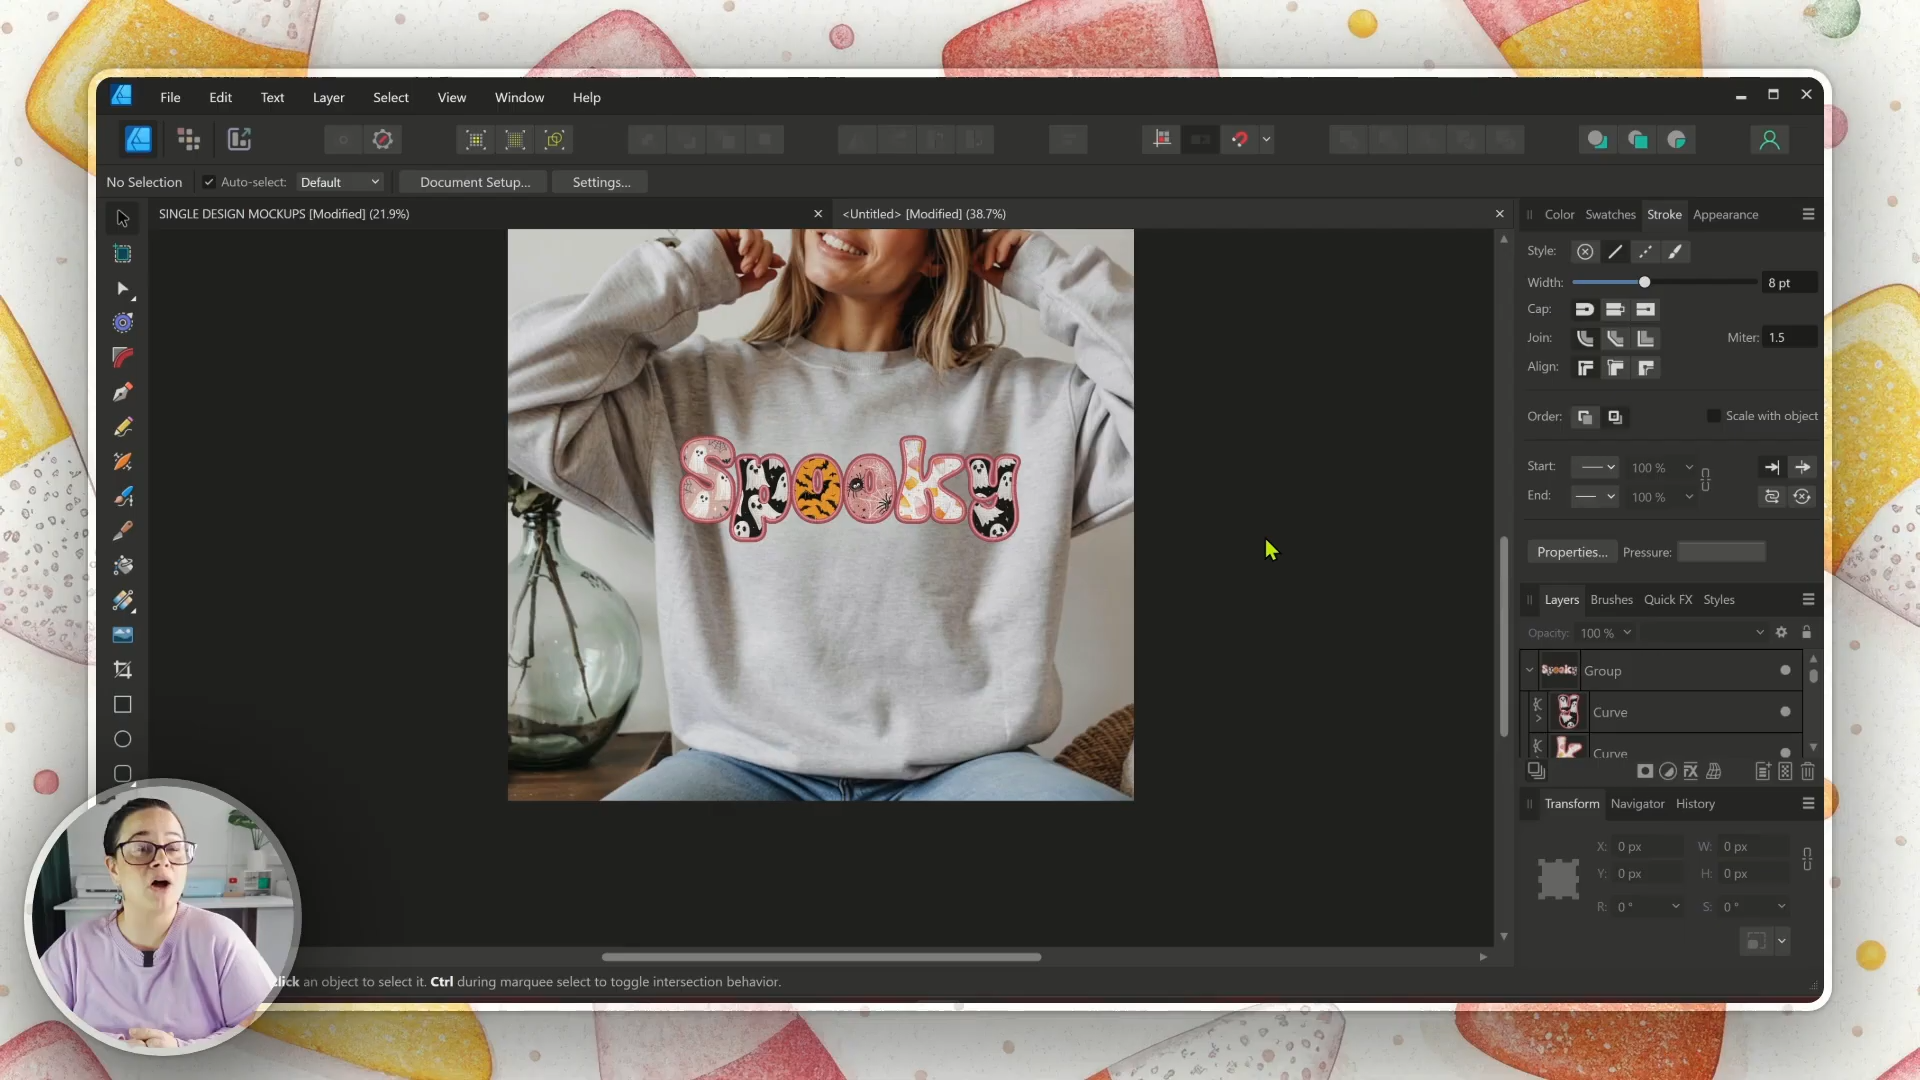 File Edit Text Layer Select View Window Help
No Selection Auto-select: Default Document Setup... Settings...
SINGLE DESIGN MOCKUPS [Modified] (21.9%) <Untitled> [Modified] (38.7%)
Color Swatches Stroke Appearance
Style:
Width: 8 pt
Cap:
Join: Miter: 1.5
Align:
Order: Scale with object
Start: 100 %
End: 100 %
Properties... Pressure:
Layers Brushes Quick FX Styles
Opacity: 100 %
Spooky Group
Curve
Curve
Transform Navigator History
X: 0 px W: 0 px
Y: 0 px H: 0 px
R: 0 ° S: 0 °
Spooky
Click an object to select it. Ctrl during marquee select to toggle intersection behavior.